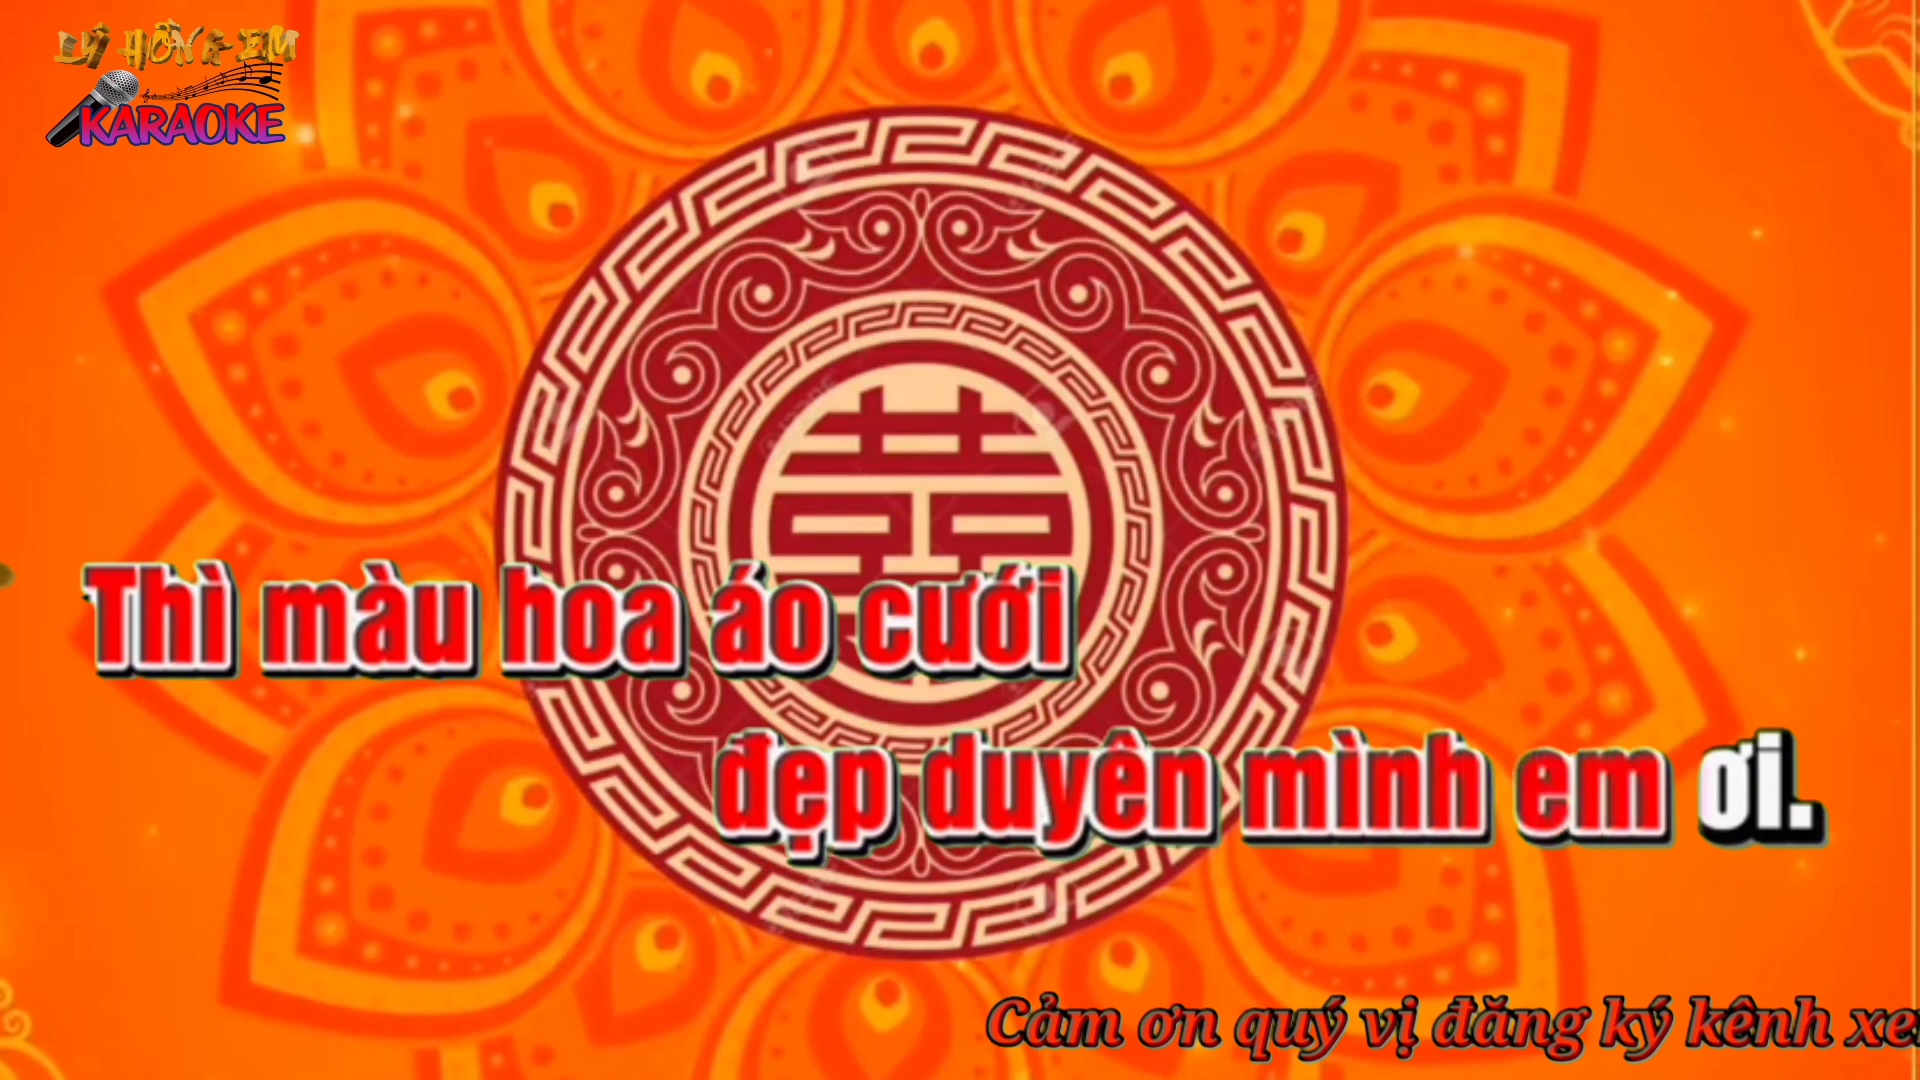 LÝ HỒNG EM
KARAOKE
囍
Thì màu hoa áo cưới
đẹp duyên mình em ơi.
Cảm ơn quý vị đăng ký kênh